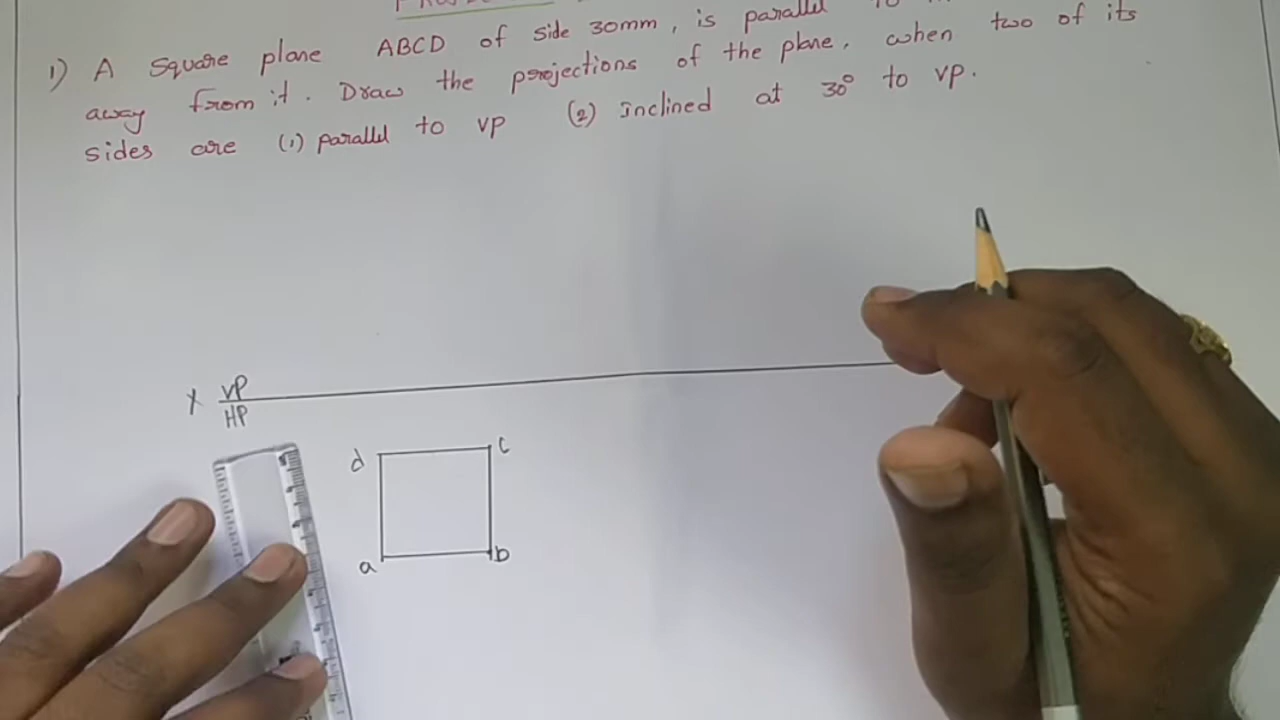 1) A square plane ABCD of side 30mm, is parallel to
away from it. Draw the projections of the plane, when two of its
sides are (1) parallel to VP (2) Inclined at 30° to VP.
X VP
HP
d c
a b